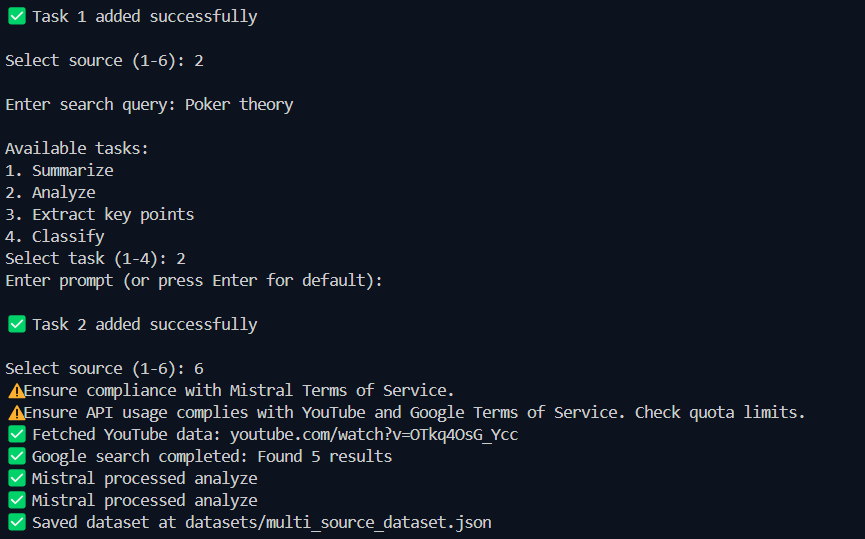 ✅ Task 1 added successfully
Select source (1-6): 2
Enter search query: Poker theory
Available tasks:
1. Summarize
2. Analyze
3. Extract key points
4. Classify
Select task (1-4): 2
Enter prompt (or press Enter for default):
✅ Task 2 added successfully
Select source (1-6): 6
⚠️Ensure compliance with Mistral Terms of Service.
⚠️Ensure API usage complies with YouTube and Google Terms of Service. Check quota limits.
✅ Fetched YouTube data: youtube.com/watch?v=OTkq4OsG_Ycc
✅ Google search completed: Found 5 results
✅ Mistral processed analyze
✅ Mistral processed analyze
✅ Saved dataset at datasets/multi_source_dataset.json